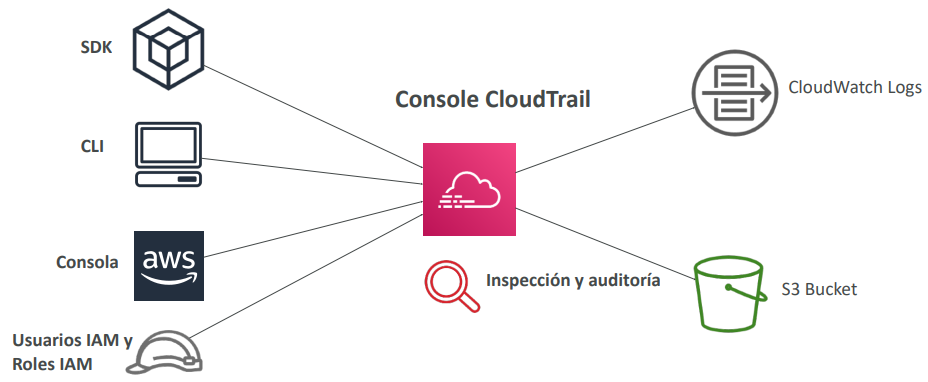 SDK
Console CloudTrail
CloudWatch Logs
CLI
Consola
aws
Inspección y auditoría
S3 Bucket
Usuarios IAM y
Roles IAM